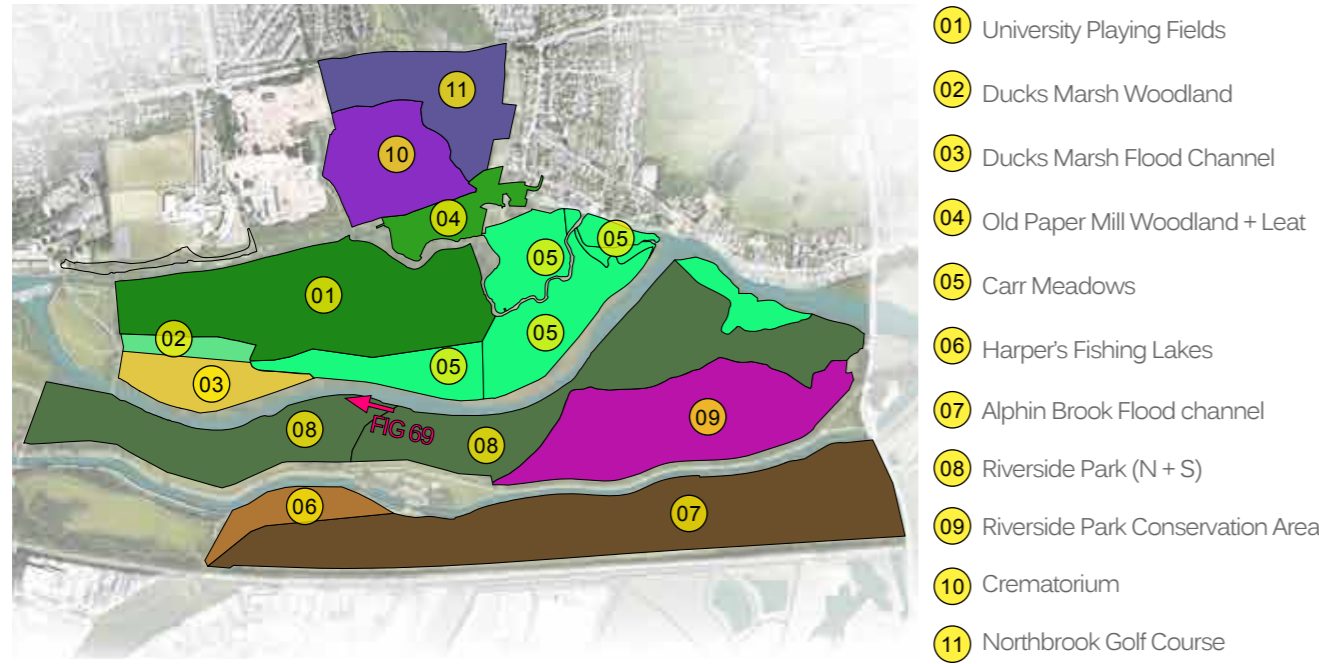 11
10
04
05
05
01
05
02
05
03
FIG 69
09
08
08
06
07
01 University Playing Fields
02 Ducks Marsh Woodland
03 Ducks Marsh Flood Channel
04 Old Paper Mill Woodland + Leat
05 Carr Meadows
06 Harper's Fishing Lakes
07 Alphin Brook Flood channel
08 Riverside Park (N + S)
09 Riverside Park Conservation Area
10 Crematorium
11 Northbrook Golf Course